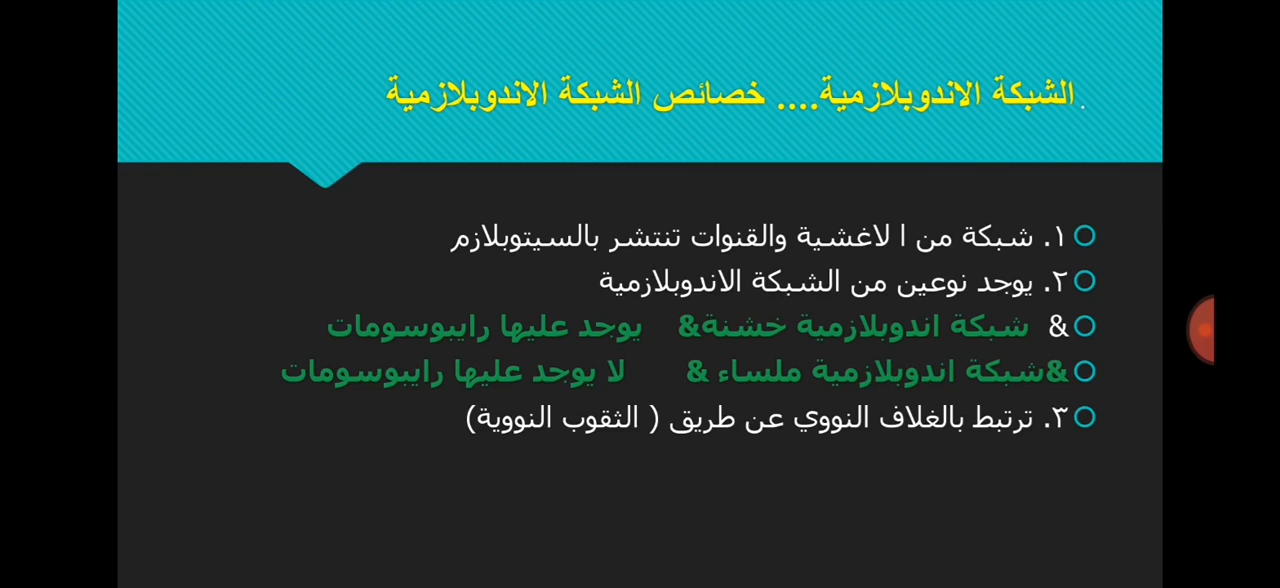 .الشبكة الاندوبلازمية.... خصائص الشبكة الاندوبلازمية
١. شبكة من ا لاغشية والقنوات تنتشر بالسيتوبلازم
٢. يوجد نوعين من الشبكة الاندوبلازمية
& شبكة اندوبلازمية خشنة& يوجد عليها رايبوسومات
&شبكة اندوبلازمية ملساء & لا يوجد عليها رايبوسومات
٣. ترتبط بالغلاف النووي عن طريق ( الثقوب النووية)